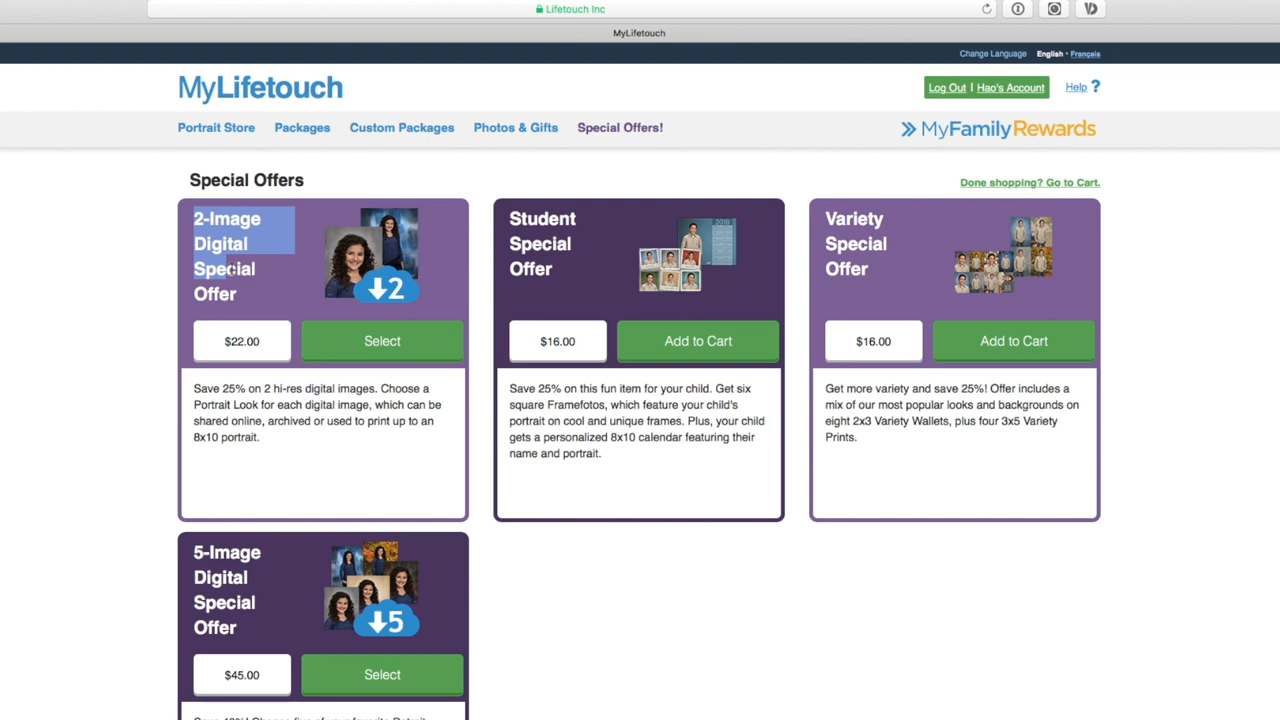 Lifetouch Inc
MyLifetouch
Change Language English • Français
MyLifetouch
Log Out | Hao's Account
Help ?
Portrait Store Packages Custom Packages Photos & Gifts Special Offers!
MyFamilyRewards
Special Offers
Done shopping? Go to Cart.
2-Image
Digital
Special
Offer
2
$22.00 Select
Save 25% on 2 hi-res digital images. Choose a
Portrait Look for each digital image, which can be
shared online, archived or used to print up to an
8x10 portrait.
Student
Special
Offer
2018
$16.00 Add to Cart
Save 25% on this fun item for your child. Get six
square Framefotos, which feature your child's
portrait on cool and unique frames. Plus, your child
gets a personalized 8x10 calendar featuring their
name and portrait.
Variety
Special
Offer
$16.00 Add to Cart
Get more variety and save 25%! Offer includes a
mix of our most popular looks and backgrounds on
eight 2x3 Variety Wallets, plus four 3x5 Variety
Prints.
5-Image
Digital
Special
Offer
5
$45.00 Select